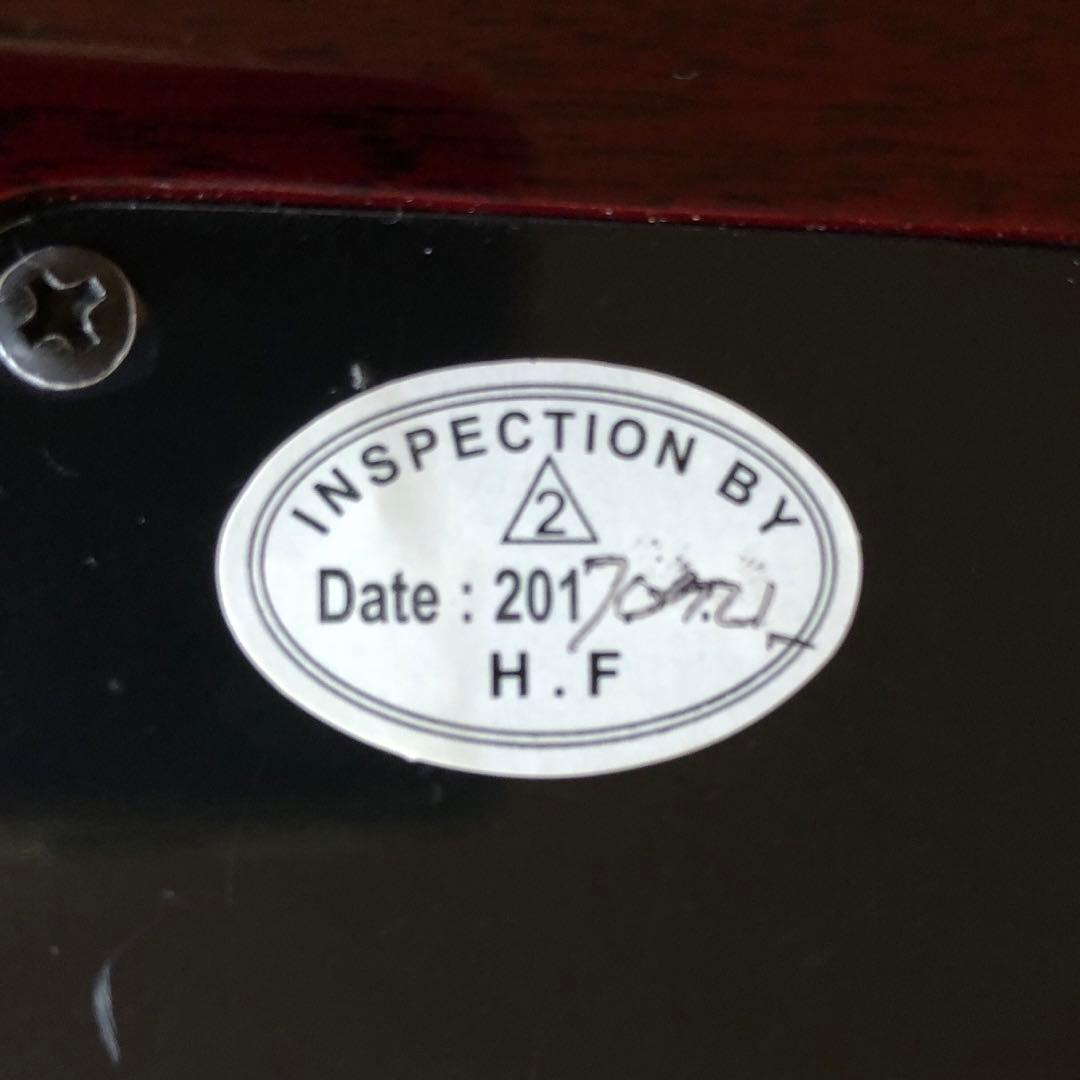 INSPECTION BY
2
Date : 2017
H . F